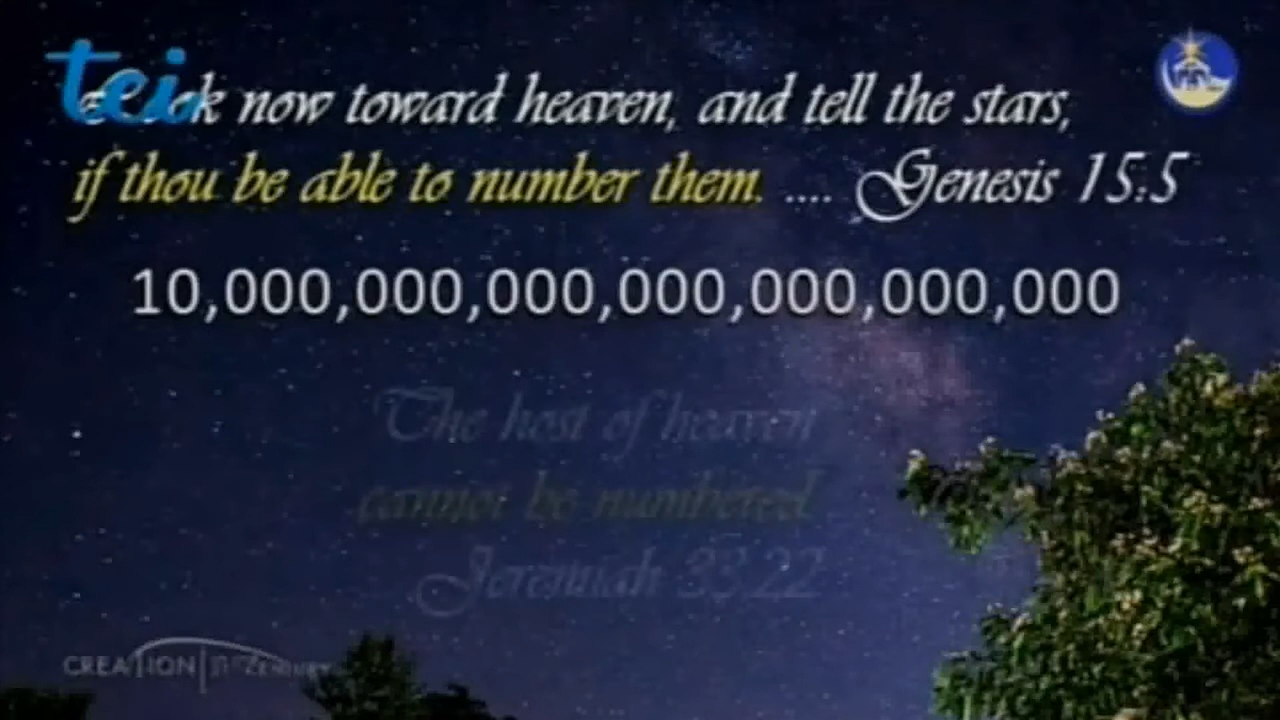 tei
now toward heaven, and tell the stars,
if thou be able to number them. .... Genesis 15:5
10,000,000,000,000,000,000,000
The host of heaven
cannot be numbered
Jeremiah 33:22
CREATION